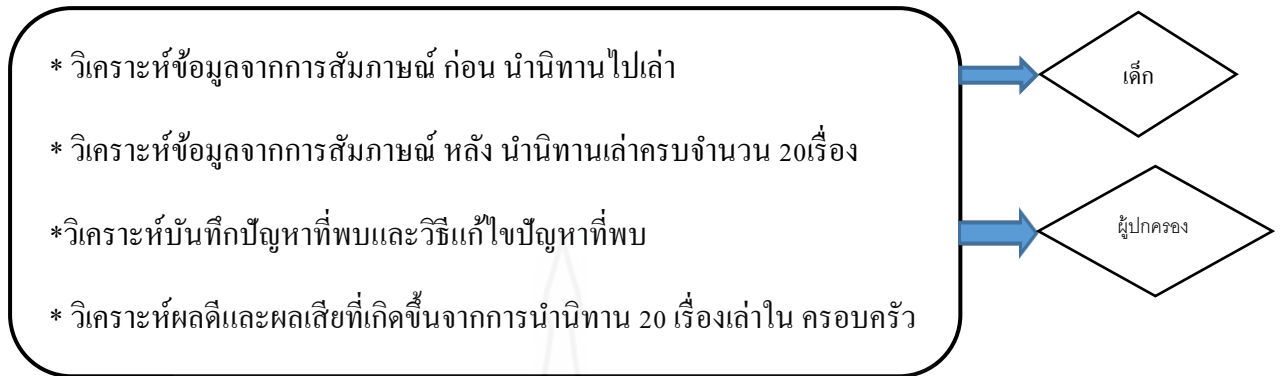 * วิเคราะห์ข้อมูลจากการสัมภาษณ์ ก่อน นำนิทานไปเล่า
* วิเคราะห์ข้อมูลจากการสัมภาษณ์ หลัง นำนิทานเล่าครบจำนวน 20เรื่อง
*วิเคราะห์บันทึกปัญหาที่พบและวิธีแก้ไขปัญหาที่พบ
* วิเคราะห์ผลดีและผลเสียที่เกิดขึ้นจากการนำนิทาน 20 เรื่องเล่าใน ครอบครัว
เด็ก
ผู้ปกครอง